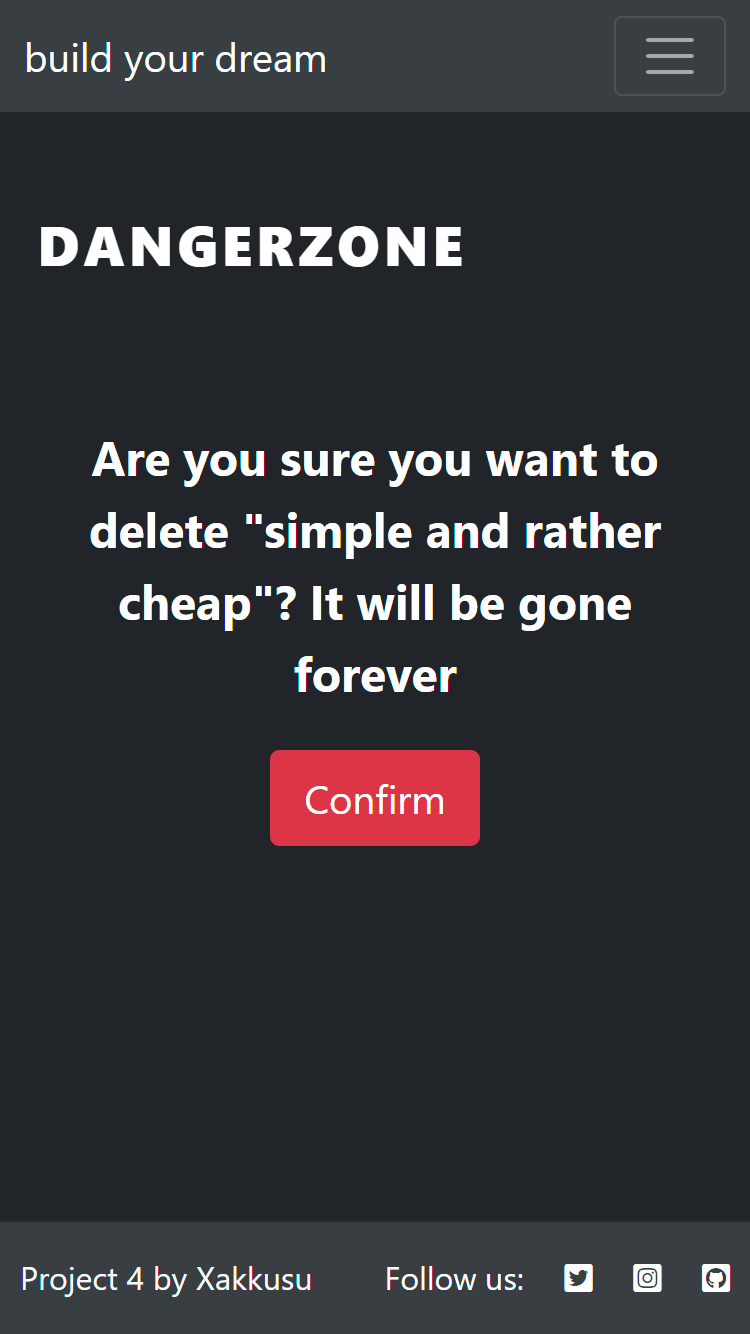 build your dream
DANGERZONE
Are you sure you want to
delete "simple and rather
cheap"? It will be gone
forever
Confirm
Project 4 by Xakkusu Follow us: